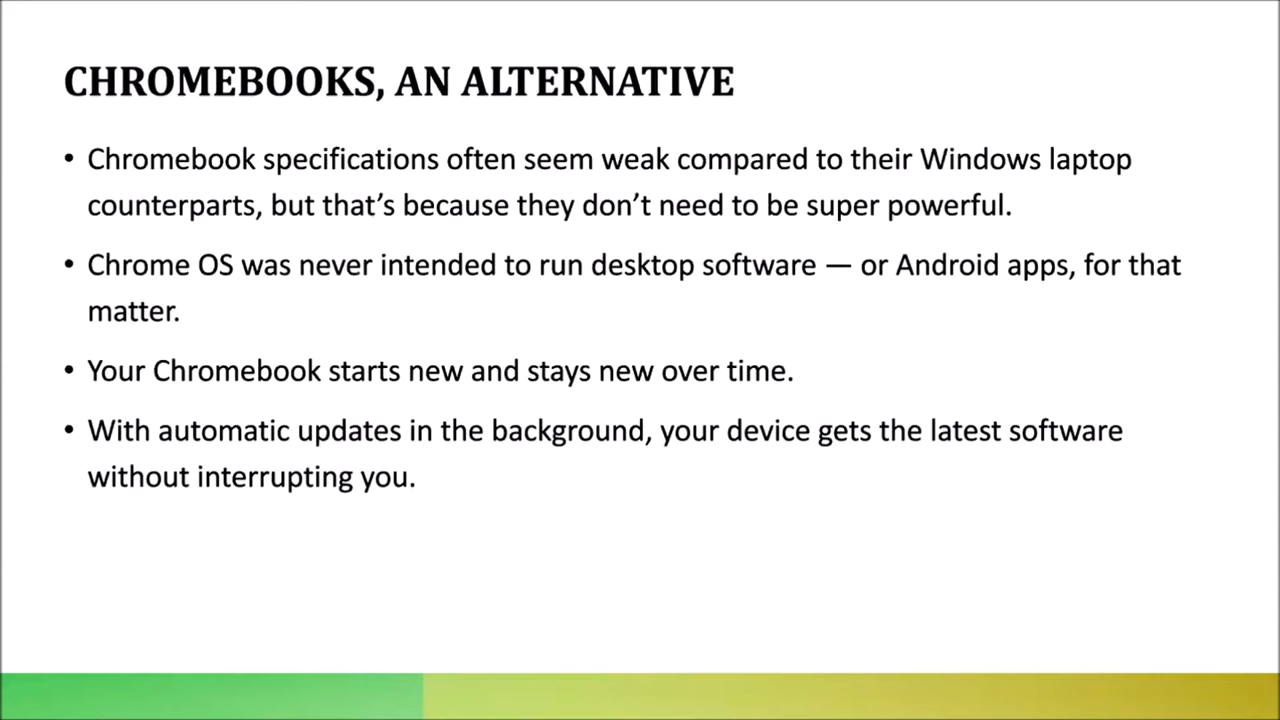 CHROMEBOOKS, AN ALTERNATIVE
• Chromebook specifications often seem weak compared to their Windows laptop
counterparts, but that’s because they don’t need to be super powerful.
• Chrome OS was never intended to run desktop software — or Android apps, for that
matter.
• Your Chromebook starts new and stays new over time.
• With automatic updates in the background, your device gets the latest software
without interrupting you.